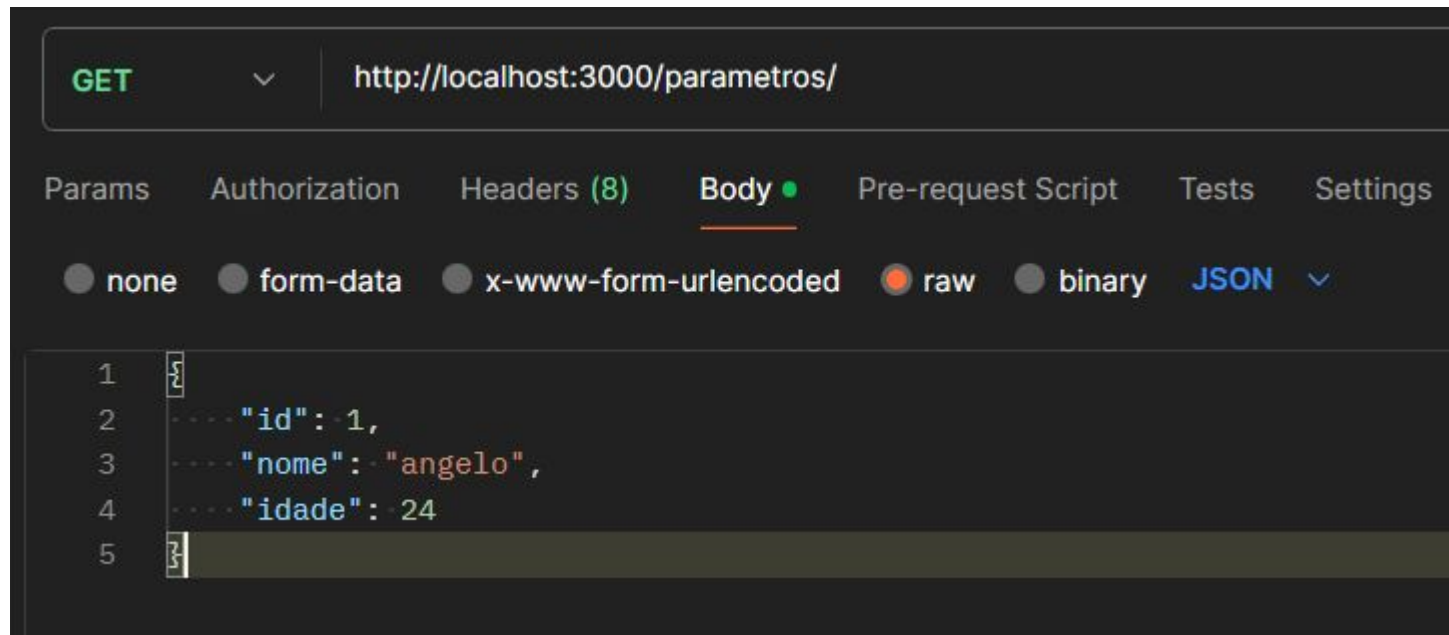 GET http://localhost:3000/parametros/
Params Authorization Headers (8) Body Pre-request Script Tests Settings
none form-data x-www-form-urlencoded raw binary JSON
1 {
2 "id": 1,
3 "nome": "angelo",
4 "idade": 24
5 }